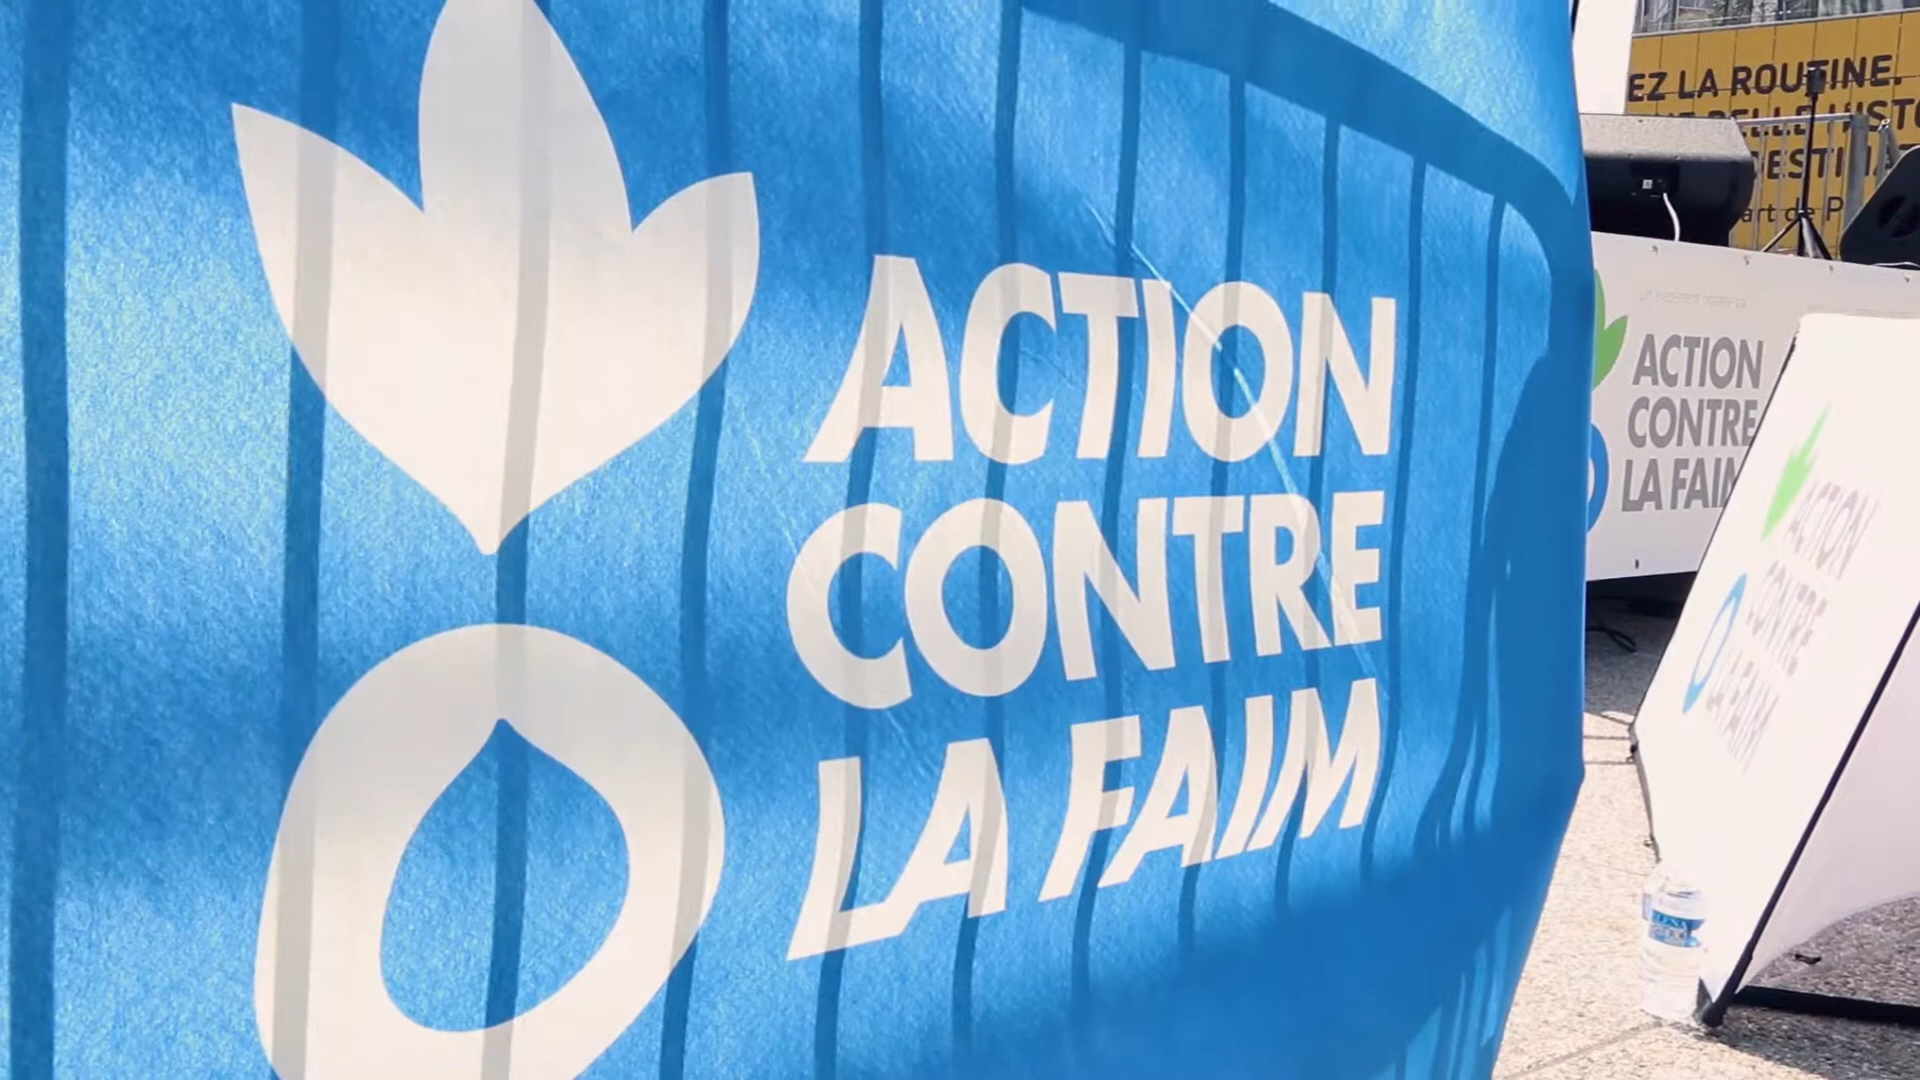 ACTION
CONTRE
LA FAIM
EZ LA ROUTINE.
ACTION
CONTRE
LA FAIM
ACTION
CONTRE
LA FAIM